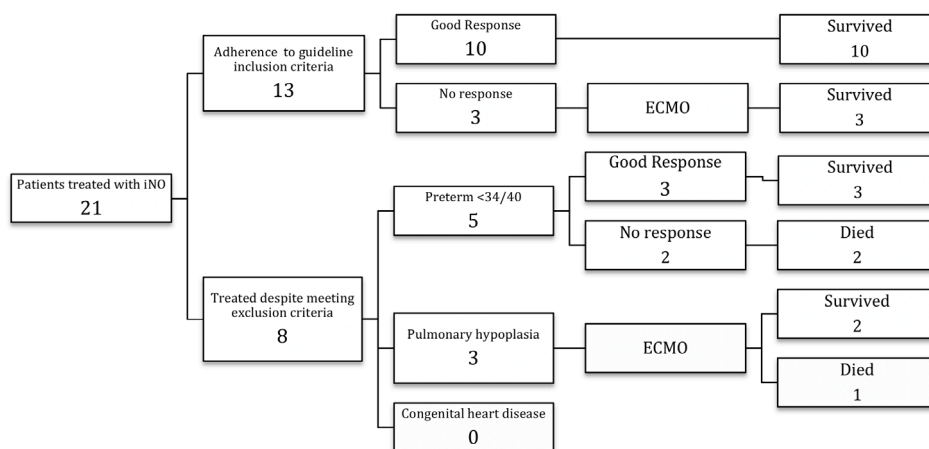 Patients treated with iNO
21
Adherence to guideline
inclusion criteria
13
Good Response
10
Survived
10
No response
3
ECMO
Survived
3
Treated despite meeting
exclusion criteria
8
Preterm <34/40
5
Good Response
3
Survived
3
No response
2
Died
2
Pulmonary hypoplasia
3
ECMO
Survived
2
Died
1
Congenital heart disease
0